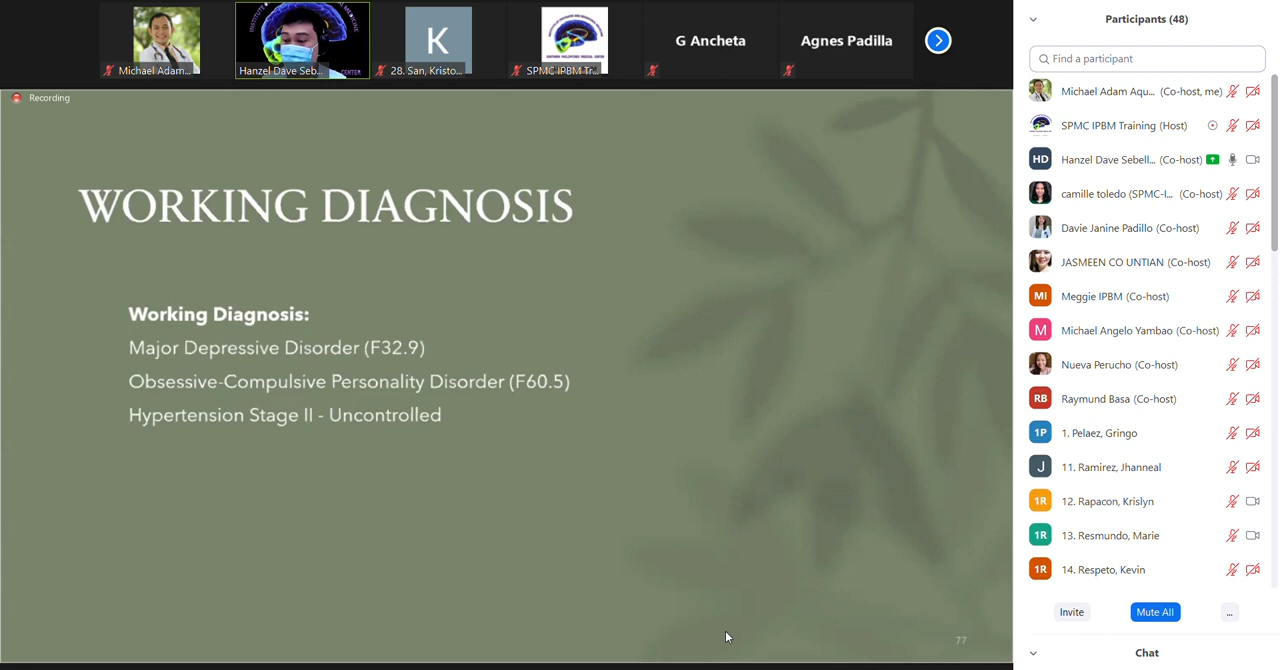 Michael Adam...
Hanzel Dave Seb...
K
28. San, Kristo...
SPMC IPBM Tr...
G Ancheta
Agnes Padilla
Recording
WORKING DIAGNOSIS
Working Diagnosis:
Major Depressive Disorder (F32.9)
Obsessive-Compulsive Personality Disorder (F60.5)
Hypertension Stage II - Uncontrolled
77
Participants (48)
Find a participant
Michael Adam Aqu... (Co-host, me)
SPMC IPBM Training (Host)
HD Hanzel Dave Sebell... (Co-host)
camille toledo (SPMC-I... (Co-host)
Davie Janine Padillo (Co-host)
JASMEEN CO UNTIAN (Co-host)
MI Meggie IPBM (Co-host)
M Michael Angelo Yambao (Co-host)
Nueva Perucho (Co-host)
RB Raymund Basa (Co-host)
1P 1. Pelaez, Gringo
J 11. Ramirez, Jhanneal
1R 12. Rapacon, Krislyn
1R 13. Resmundo, Marie
1R 14. Respeto, Kevin
Invite Mute All ...
Chat